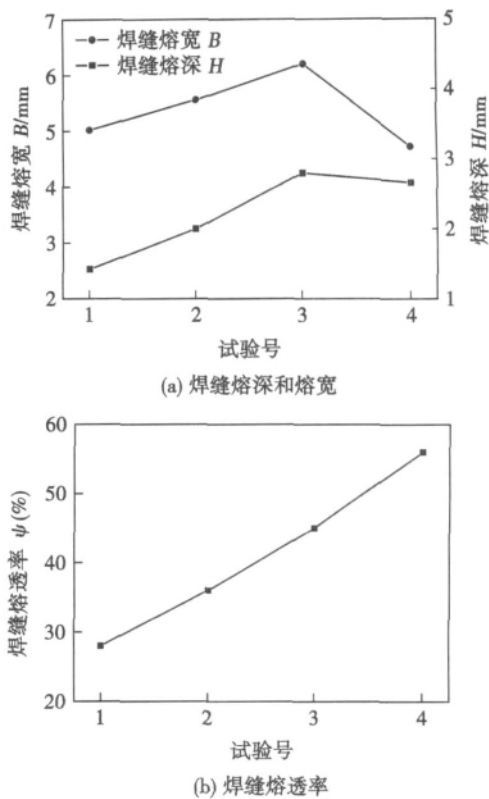 7
6
5
4
3
2
焊缝熔宽 B/mm
焊缝熔宽 B
焊缝熔深 H
5
4
3
2
1
焊缝熔深 H/mm
1 2 3 4
试验号
(a) 焊缝熔深和熔宽
60
50
40
30
20
焊缝熔透率 ψ(%)
1 2 3 4
试验号
(b) 焊缝熔透率